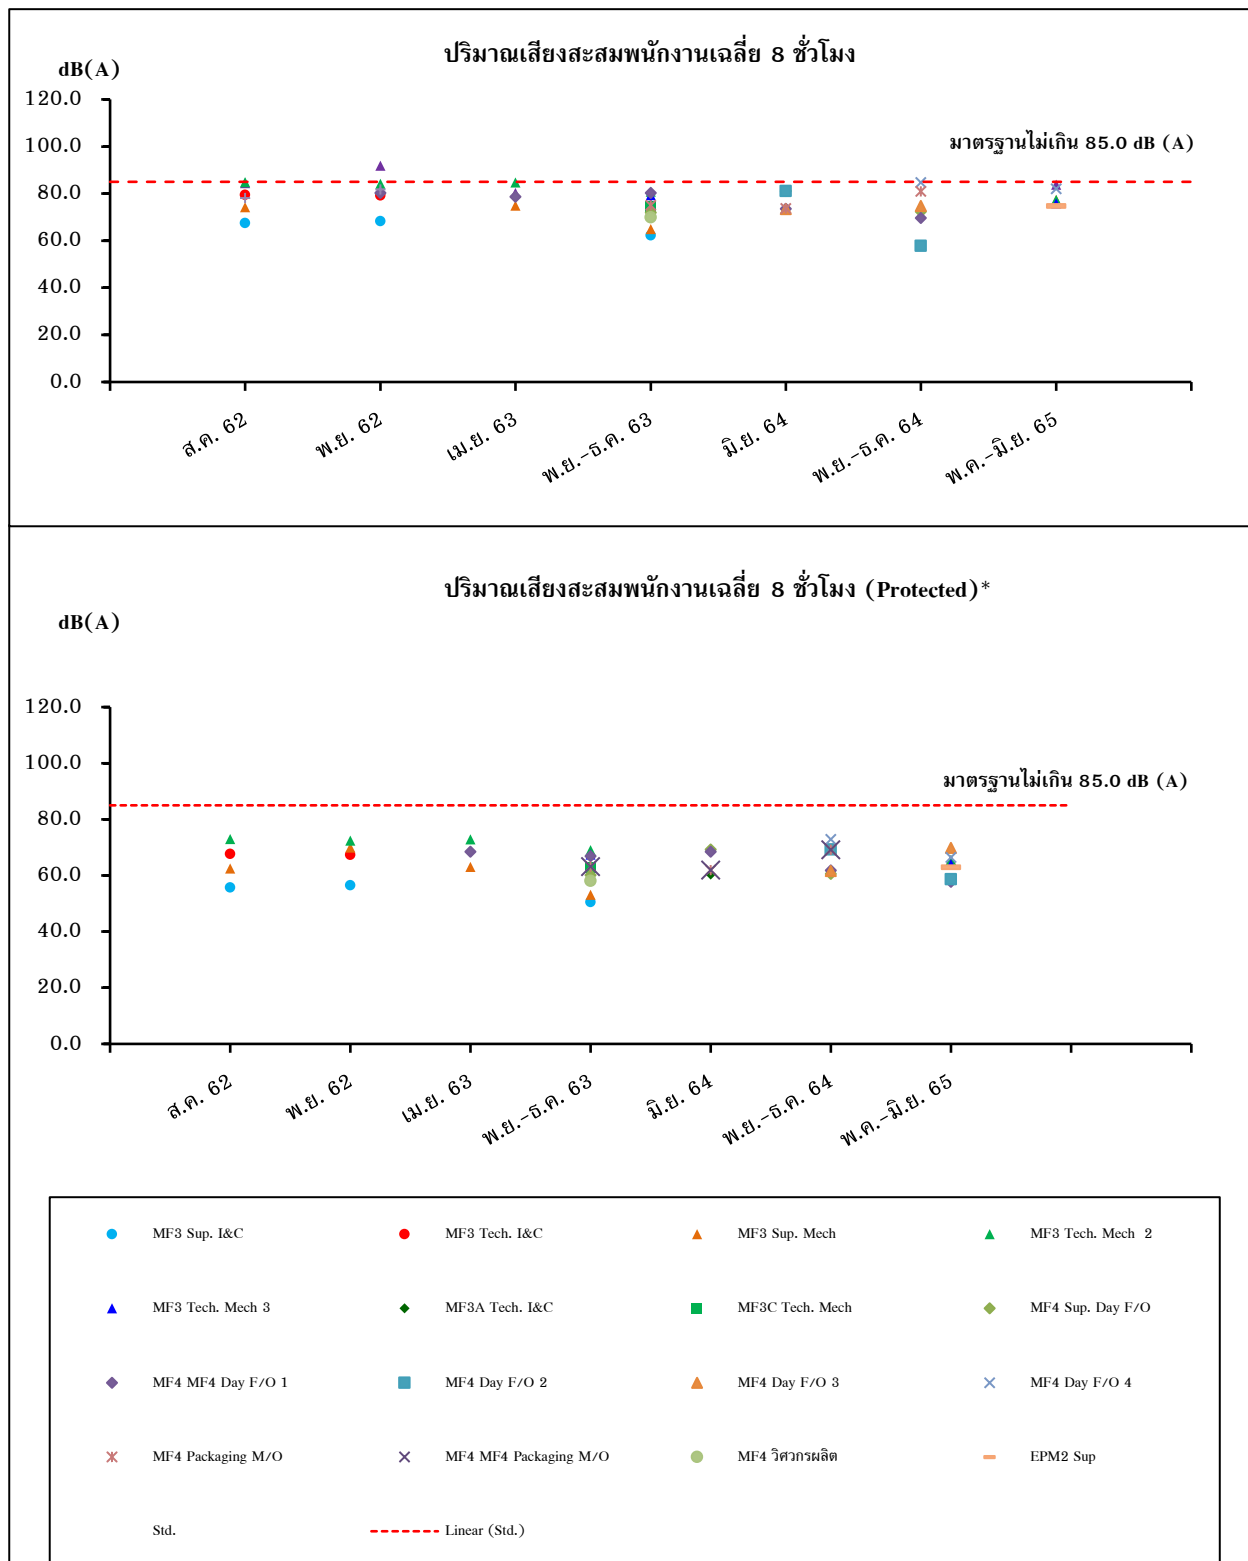 ปริมาณเสียงสะสมพนักงานเฉลี่ย 8 ชั่วโมง
dB(A)
120.0
100.0
80.0
60.0
40.0
20.0
0.0
มาตรฐานไม่เกิน 85.0 dB (A)
ส.ค. 62
พ.ย. 62
เม.ย. 63
พ.ย.-ธ.ค. 63
มิ.ย. 64
พ.ย.-ธ.ค. 64
พ.ค.-มิ.ย. 65
ปริมาณเสียงสะสมพนักงานเฉลี่ย 8 ชั่วโมง (Protected)*
dB(A)
120.0
100.0
80.0
60.0
40.0
20.0
0.0
มาตรฐานไม่เกิน 85.0 dB (A)
ส.ค. 62
พ.ย. 62
เม.ย. 63
พ.ย.-ธ.ค. 63
มิ.ย. 64
พ.ย.-ธ.ค. 64
พ.ค.-มิ.ย. 65
MF3 Sup. I&C MF3 Tech. I&C MF3 Sup. Mech MF3 Tech. Mech 2
MF3 Tech. Mech 3 MF3A Tech. I&C MF3C Tech. Mech MF4 Sup. Day F/O
MF4 MF4 Day F/O 1 MF4 Day F/O 2 MF4 Day F/O 3 MF4 Day F/O 4
MF4 Packaging M/O MF4 MF4 Packaging M/O MF4 วิศวกรผลิต EPM2 Sup
Std. Linear (Std.)